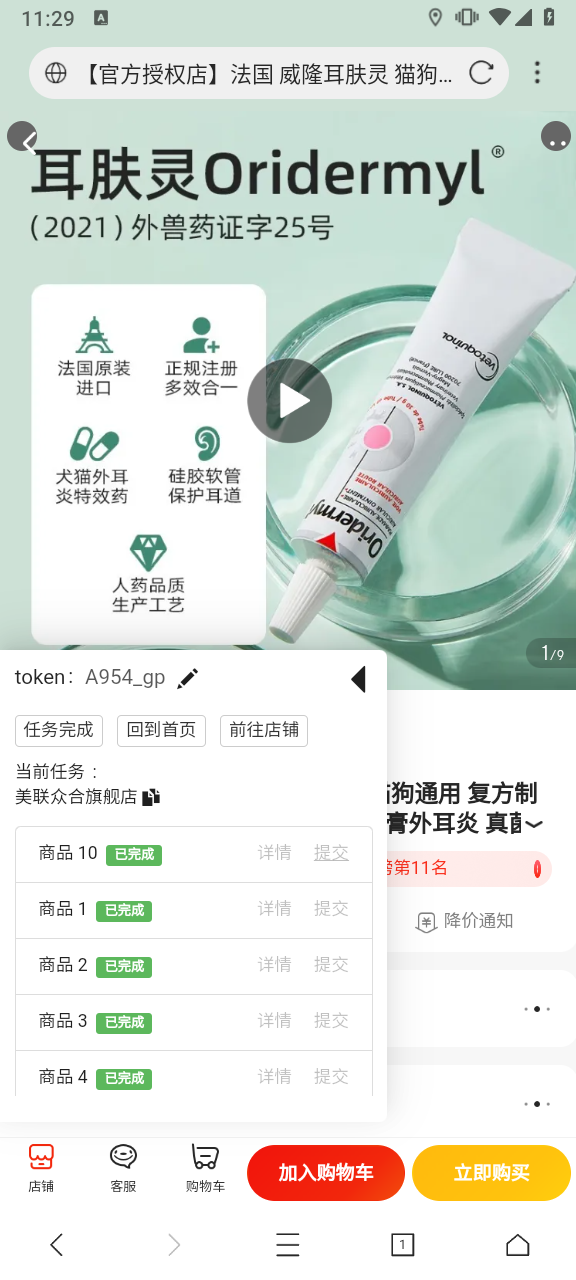 11:29
A
【官方授权店】法国 威隆耳肤灵 猫狗...
耳肤灵Oridermyl®
(2021) 外兽药证字25号
法国原装
进口
正规注册
多效合一
犬猫外耳
炎特效药
硅胶软管
保护耳道
人药品质
生产工艺
Vetoquinol
VETOQUINOL S.A.
Oridermyl
1/9
token: A954_gp
任务完成
回到首页
前往店铺
当前任务：
美联众合旗舰店
商品 10 已完成 详情 提交
商品 1 已完成 详情 提交
商品 2 已完成 详情 提交
商品 3 已完成 详情 提交
商品 4 已完成 详情 提交
狗通用 复方制
膏外耳炎 真菌
榜第11名
降价通知
店铺
客服
购物车
加入购物车
立即购买
1